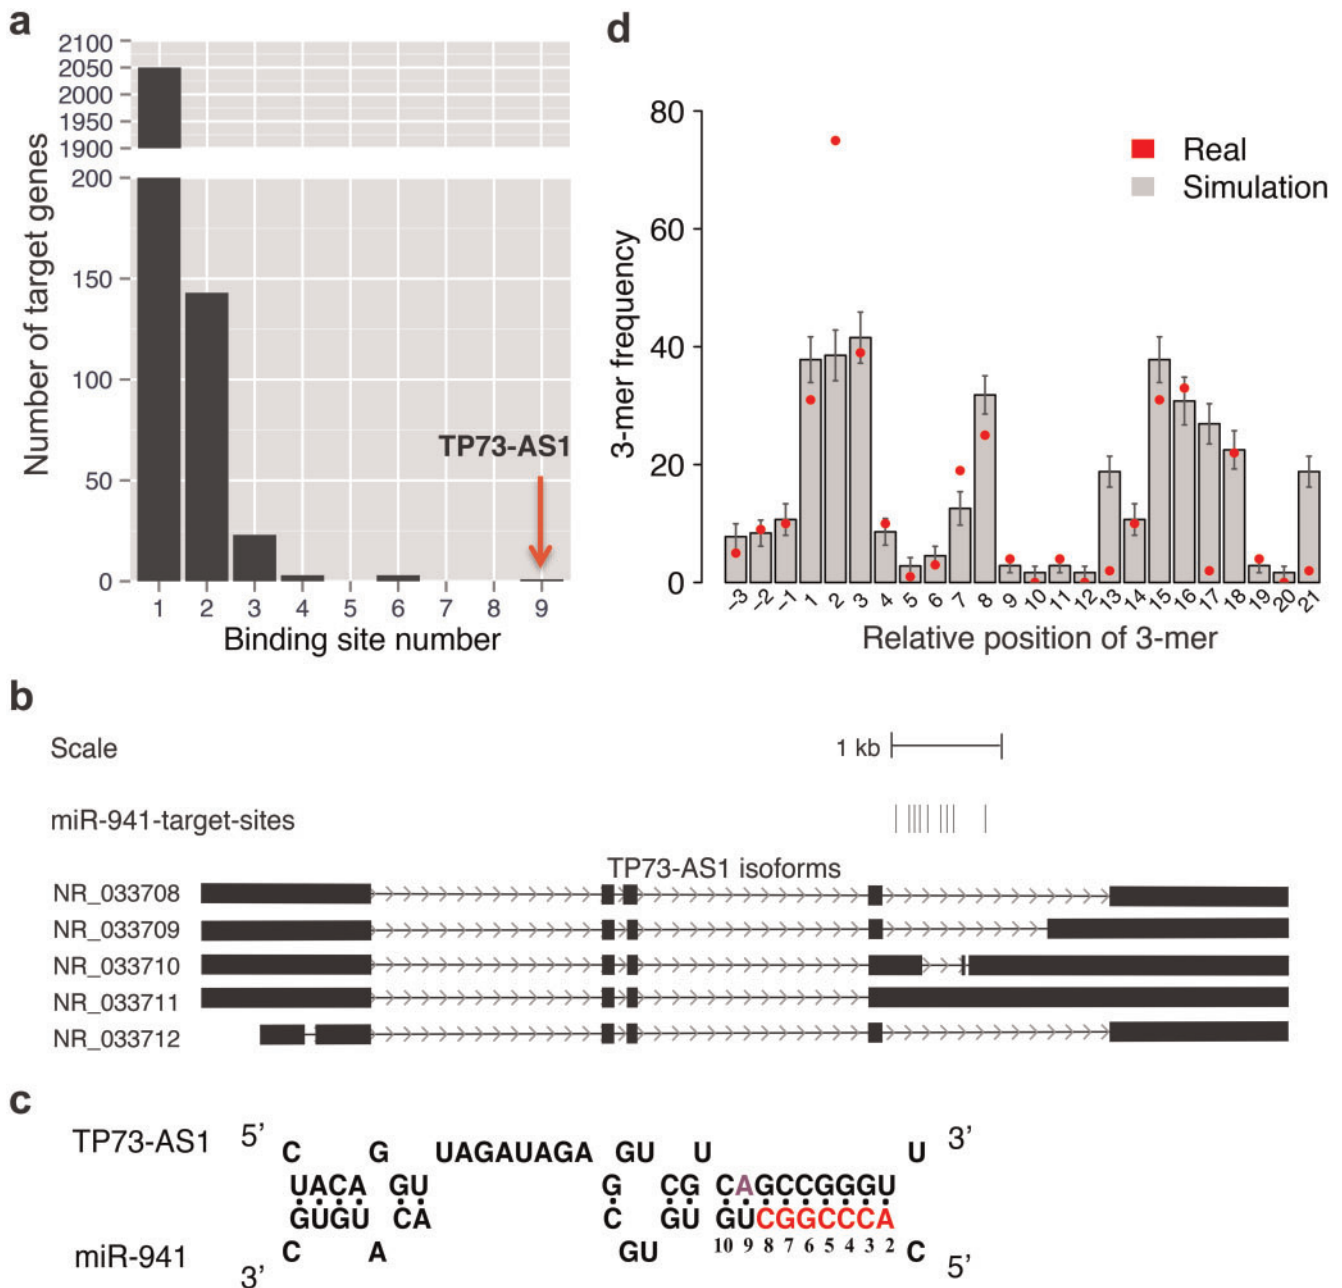 a
2100
2050
2000
1950
1900
200
150
100
50
0
Number of target genes
TP73-AS1
1 2 3 4 5 6 7 8 9
Binding site number
d
80
60
40
20
0
3-mer frequency
Real
Simulation
-3 -2 -1 1 2 3 4 5 6 7 8 9 10 11 12 13 14 15 16 17 18 19 20 21
Relative position of 3-mer
b
Scale
1 kb
miR-941-target-sites
TP73-AS1 isoforms
NR_033708
NR_033709
NR_033710
NR_033711
NR_033712
c
TP73-AS1 5' C G UAGAUAGA GU U U 3'
UACA GU G CG CAGCCGGGU
GUGU CA C GU GUCGGCCCA
miR-941 3' C A GU 10 9 8 7 6 5 4 3 2 C 5'